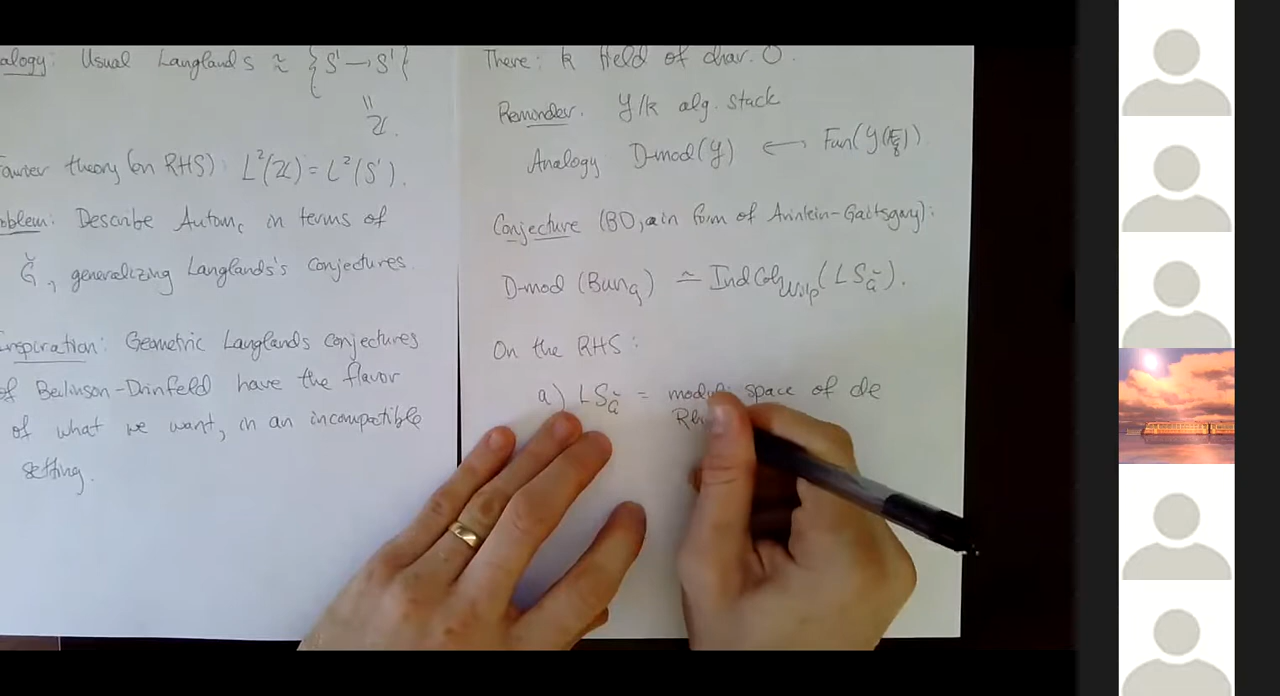 alogy: Usual Langlands ≈ { S¹ → S¹ }
"
ℤ.
ourier theory (on RHS): L²(ℤ) = L²(S¹).
oblem: Describe Autom_c in terms of
Ǧ, generalizing Langlands's conjectures.
nspiration: Geometric Langlands conjectures
of Beilinson-Drinfeld have the flavor
of what we want, in an incompatible
setting.
There: k field of char. 0.
Reminder. Y/k alg. stack
Analogy D-mod(Y) ⟷ Fun(Y(𝔽_q))
Conjecture (BD, in form of Arinkin-Gaitsgory):
D-mod (Bun_G) ≃ IndCoh_Nilp (LS_Ǧ).
On the RHS:
a) LS_Ǧ = moduli space of de